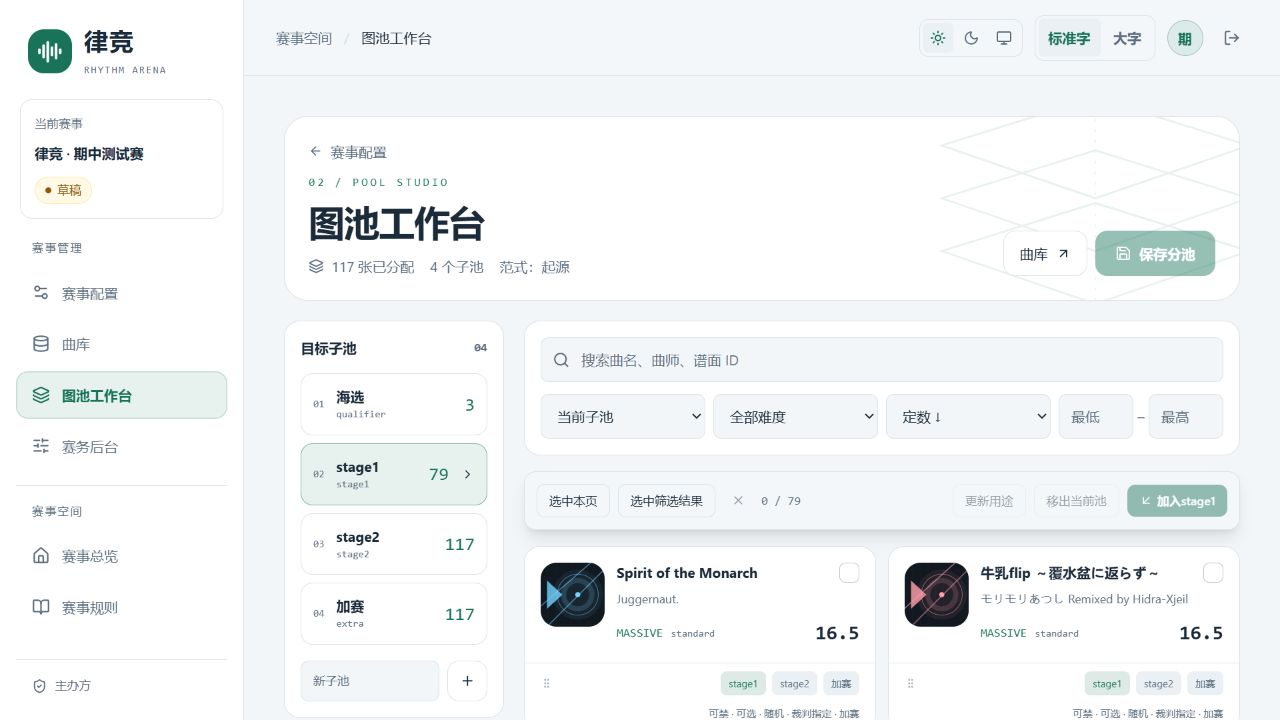 律竞
RHYTHM ARENA
当前赛事
律竞 · 期中测试赛
草稿
赛事管理
赛事配置
曲库
图池工作台
赛务后台
赛事空间
赛事总览
赛事规则
主办方
赛事空间 / 图池工作台
标准字 大字 期
赛事配置
02 / POOL STUDIO
图池工作台
117 张已分配 4 个子池 范式：起源
曲库
保存分池
目标子池 04
01 海选 3
qualifier
02 stage1 79
stage1
03 stage2 117
stage2
04 加赛 117
extra
新子池 +
搜索曲名、曲师、谱面 ID
当前子池 全部难度 定数 ↓ 最低 – 最高
选中本页 选中筛选结果 × 0 / 79 更新用途 移出当前池 加入stage1
Spirit of the Monarch
Juggernaut.
MASSIVE standard 16.5
stage1 stage2 加赛
可禁 · 可选 · 随机 · 裁判指定 · 加赛
牛乳flip ～覆水盆に返らず～
モリモリあつし Remixed by Hidra-Xjeil
MASSIVE standard 16.5
stage1 stage2 加赛
可禁 · 可选 · 随机 · 裁判指定 · 加赛